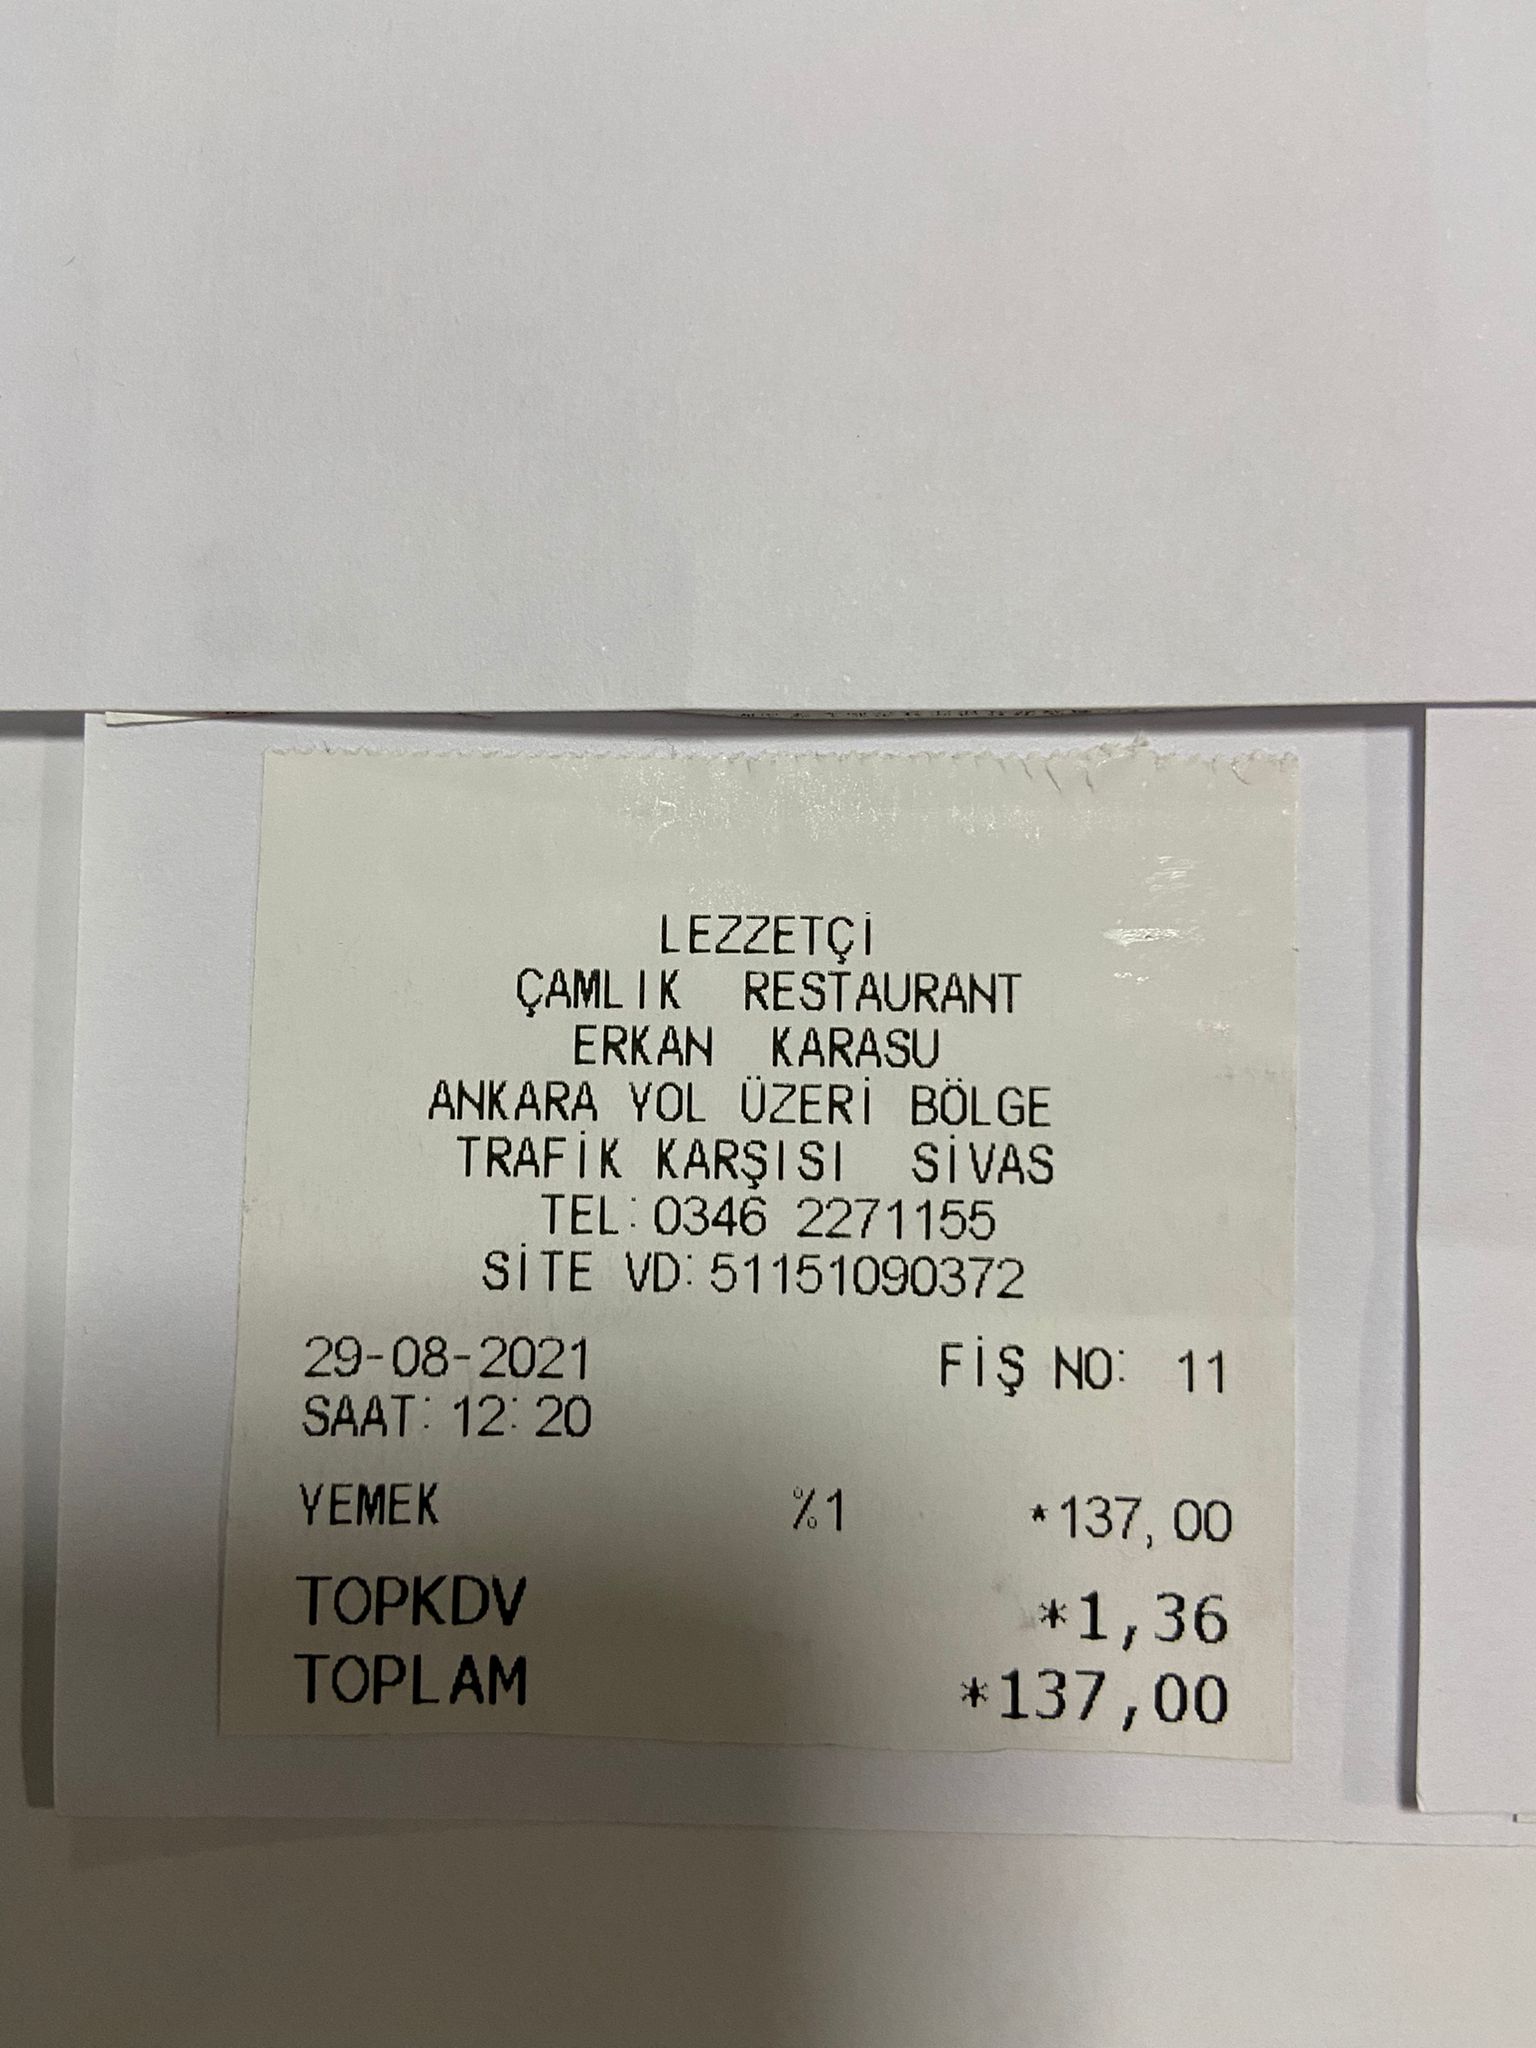 LEZZETÇİ
ÇAMLIK RESTAURANT
ERKAN KARASU
ANKARA YOL ÜZERİ BÖLGE
TRAFİK KARŞISI SİVAS
TEL: 0346 2271155
SİTE VD: 51151090372
29-08-2021 FİŞ NO: 11
SAAT: 12:20
YEMEK %1 *137,00
TOPKDV *1,36
TOPLAM *137,00